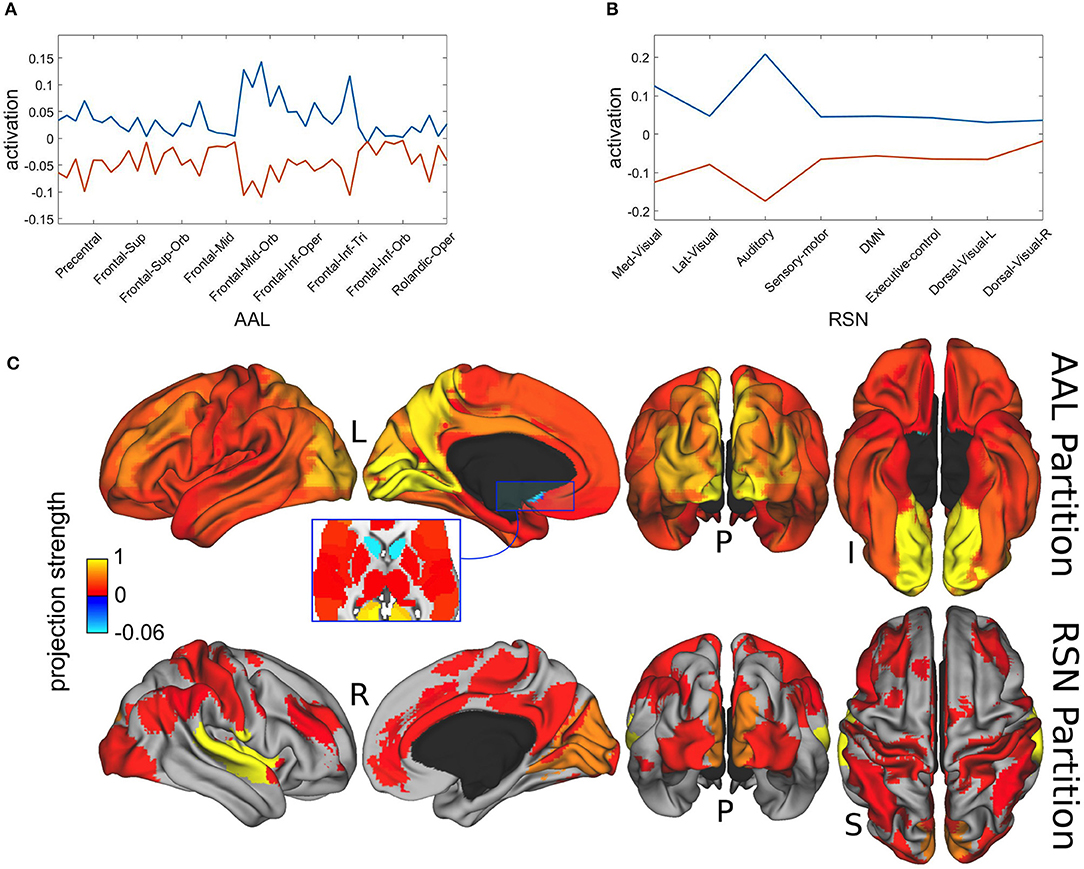 A
activation
0.15
0.1
0.05
0
-0.05
-0.1
-0.15
Precentral
Frontal-Sup
Frontal-Sup-Orb
Frontal-Mid
Frontal-Mid-Orb
Frontal-Inf-Oper
Frontal-Inf-Tri
Frontal-Inf-Orb
Rolandic-Oper
AAL
B
activation
0.2
0.1
0
-0.1
-0.2
Med-Visual
Lat-Visual
Auditory
Sensory-motor
DMN
Executive-control
Dorsal-Visual-L
Dorsal-Visual-R
RSN
C
L
P
I
AAL Partition
projection strength
1
0
-0.06
R
P
S
RSN Partition